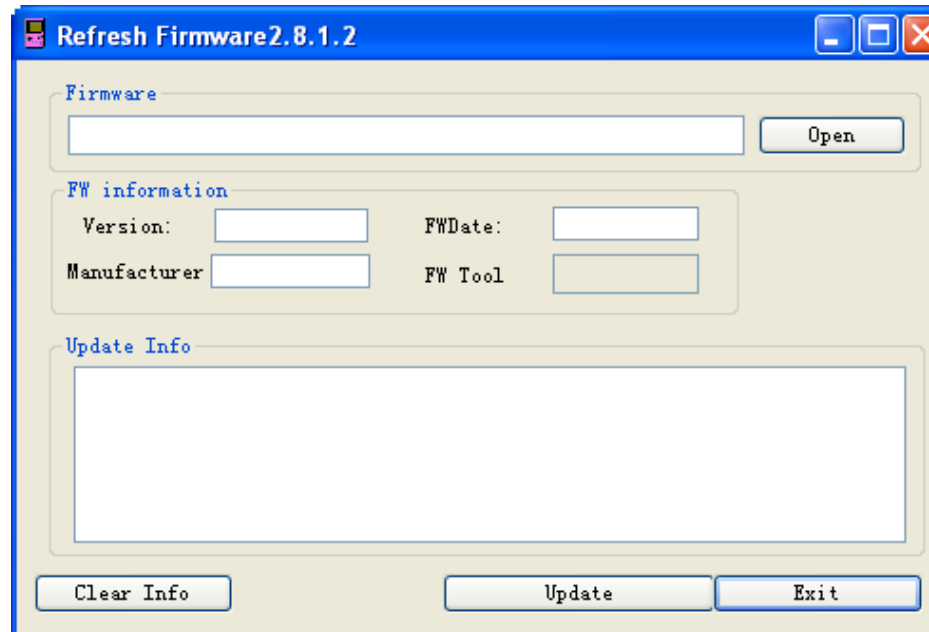 Refresh Firmware2.8.1.2
Firmware
Open
FW information
Version:
FWDate:
Manufacturer
FW Tool
Update Info
Clear Info
Update
Exit